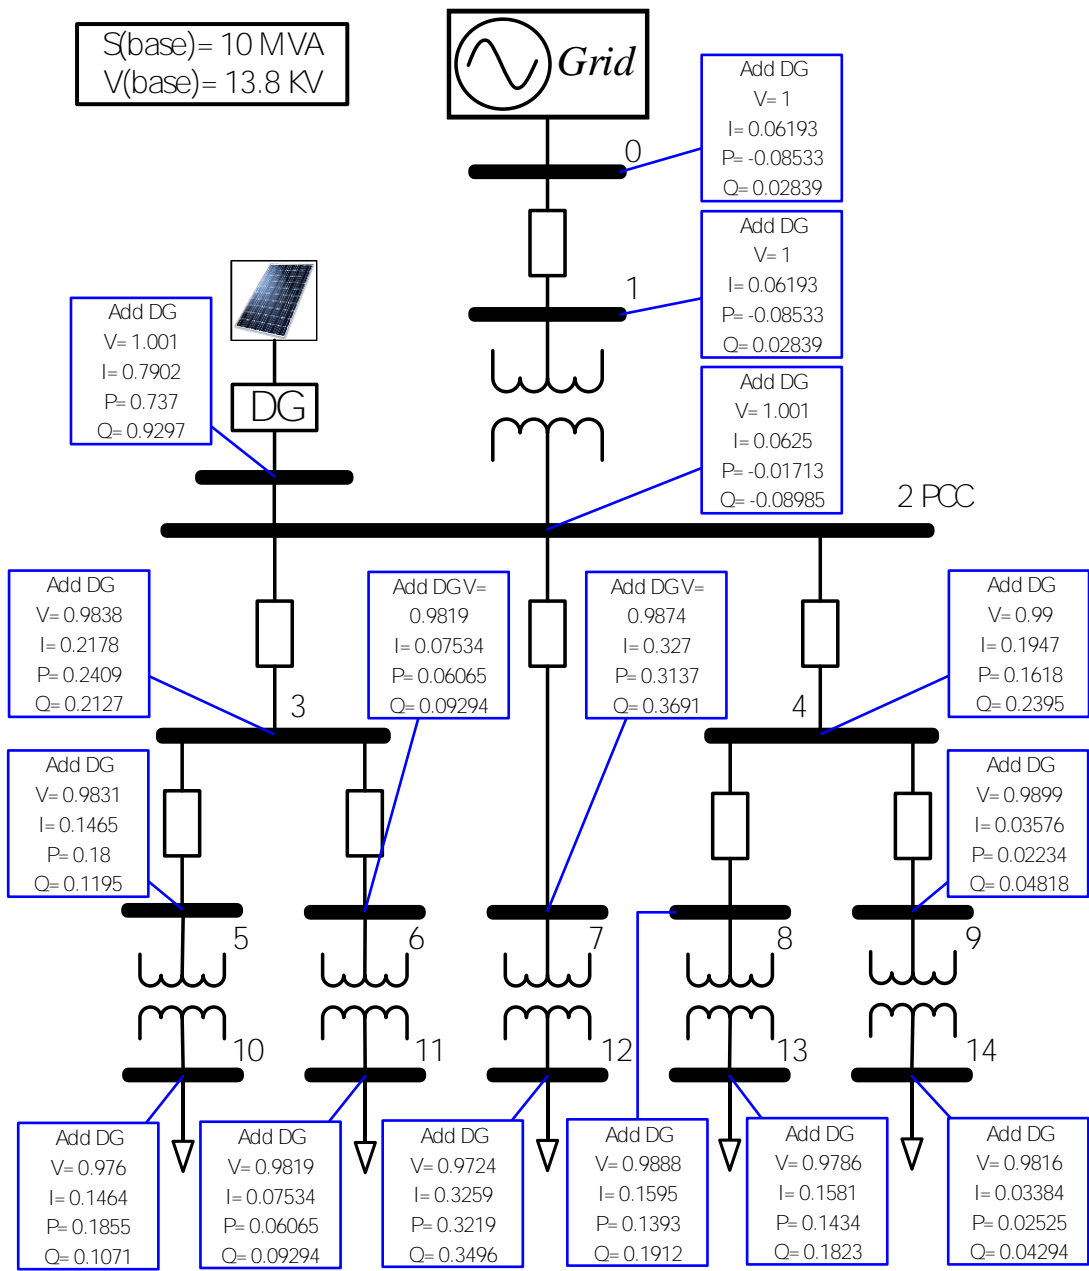 S(base)= 10 MVA
V(base)= 13.8 KV
Grid
Add DG
V= 1
I= 0.06193
P= -0.08533
Q= 0.02839
0
Add DG
V= 1
I= 0.06193
P= -0.08533
Q= 0.02839
1
Add DG
V= 1.001
I= 0.7902
P= 0.737
Q= 0.9297
DG
Add DG
V= 1.001
I= 0.0625
P= -0.01713
Q= -0.08985
2 PCC
Add DG
V= 0.9838
I= 0.2178
P= 0.2409
Q= 0.2127
3
Add DG V=
0.9819
I= 0.07534
P= 0.06065
Q= 0.09294
Add DG V=
0.9874
I= 0.327
P= 0.3137
Q= 0.3691
Add DG
V= 0.99
I= 0.1947
P= 0.1618
Q= 0.2395
4
Add DG
V= 0.9831
I= 0.1465
P= 0.18
Q= 0.1195
Add DG
V= 0.9899
I= 0.03576
P= 0.02234
Q= 0.04818
5
6
7
8
9
10
11
12
13
14
Add DG
V= 0.976
I= 0.1464
P= 0.1855
Q= 0.1071
Add DG
V= 0.9819
I= 0.07534
P= 0.06065
Q= 0.09294
Add DG
V= 0.9724
I= 0.3259
P= 0.3219
Q= 0.3496
Add DG
V= 0.9888
I= 0.1595
P= 0.1393
Q= 0.1912
Add DG
V= 0.9786
I= 0.1581
P= 0.1434
Q= 0.1823
Add DG
V= 0.9816
I= 0.03384
P= 0.02525
Q= 0.04294